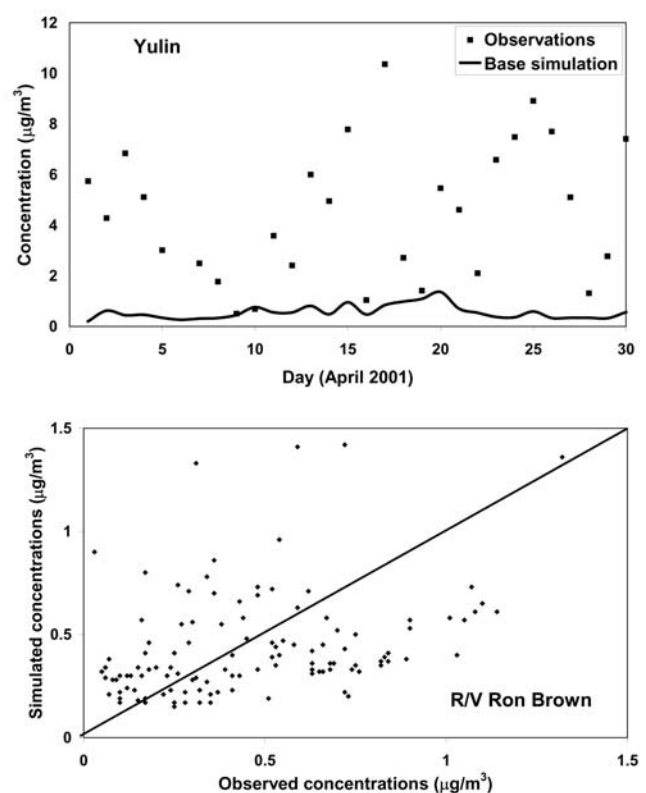 12
10
8
6
4
2
0
Concentration (μg/m³)
Yulin
Observations
Base simulation
0 5 10 15 20 25 30
Day (April 2001)
1.5
1
0.5
0
Simulated concentrations (μg/m³)
R/V Ron Brown
0 0.5 1 1.5
Observed concentrations (μg/m³)